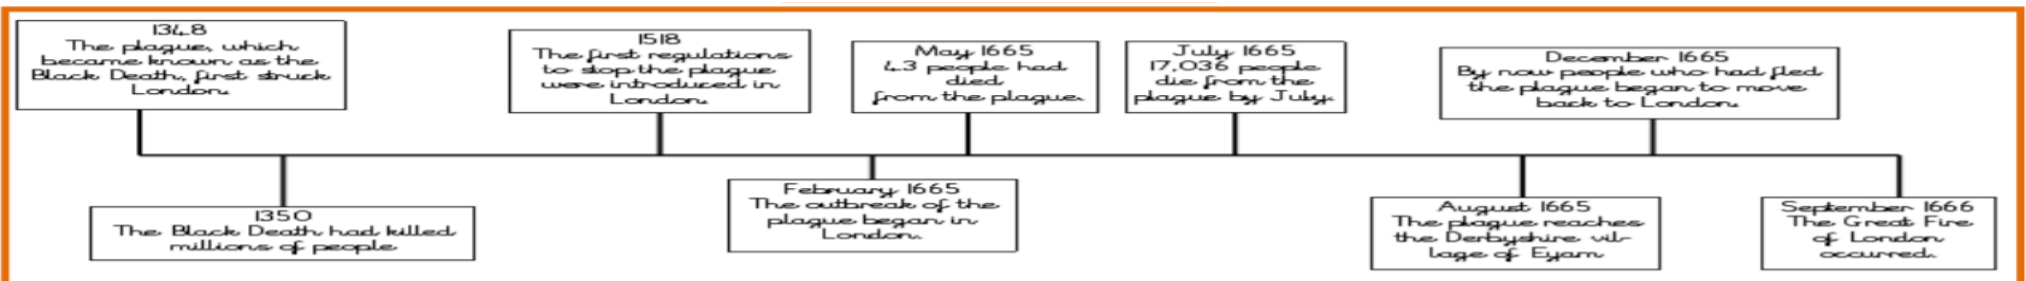 1348
The plague, which
became known as the
Black Death, first struck
London.
1350
The Black Death had killed
millions of people
1518
The first regulations
to stop the plague
were introduced in
London.
February 1665
The outbreak of the
plague began in
London.
May 1665
43 people had
died
from the plague.
July 1665
17,036 people
die from the
plague by July.
August 1665
The plague reaches
the Derbyshire vil-
lage of Eyam
December 1665
By now people who had fled
the plague began to move
back to London.
September 1666
The Great Fire
of London
occurred.